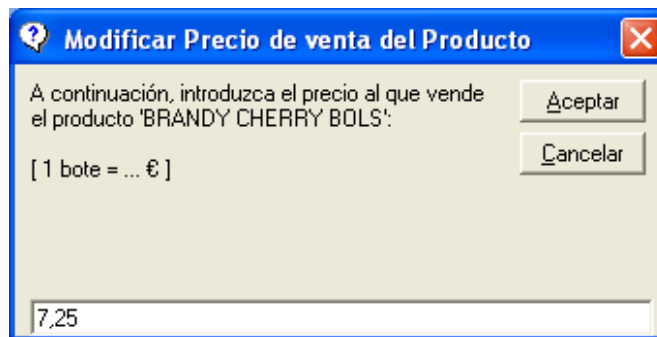 Modificar Precio de venta del Producto
A continuación, introduzca el precio al que vende
el producto 'BRANDY CHERRY BOLS':
[ 1 bote = ... € ]
Aceptar
Cancelar
7,25